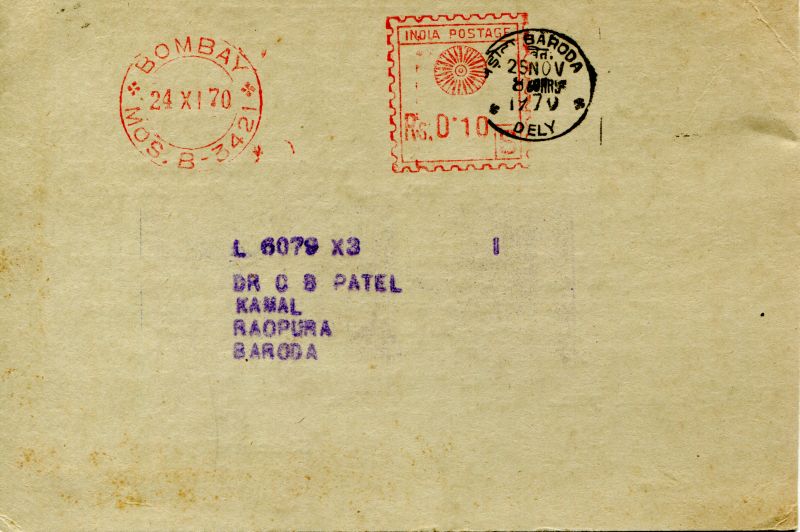 BOMBAY
24 XI 70
MOS. B-3421
INDIA POSTAGE
Rs. 0·10
BARODA
25 NOV
DELY
L 6079 X3 I
DR C B PATEL
KAMAL
RAOPURA
BARODA